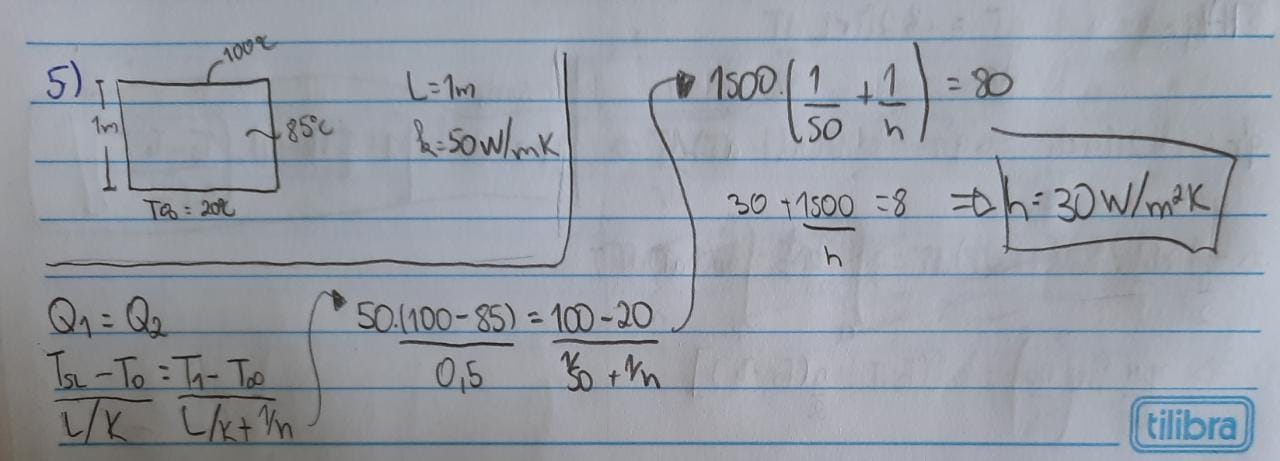 5)
100℃
1m
85°C
T∞ = 20℃
L=1m
k=50W/mK
Q1 = Q2
TSL - T0 / L/K = T1 - T∞ / L/K + 1/h
50.(100-85) / 0,5 = 100-20 / 1/50 + 1/h
1500.(1/50 + 1/h) = 80
30 + 1500/h = 8 => h = 30 W/m²K
tilibra